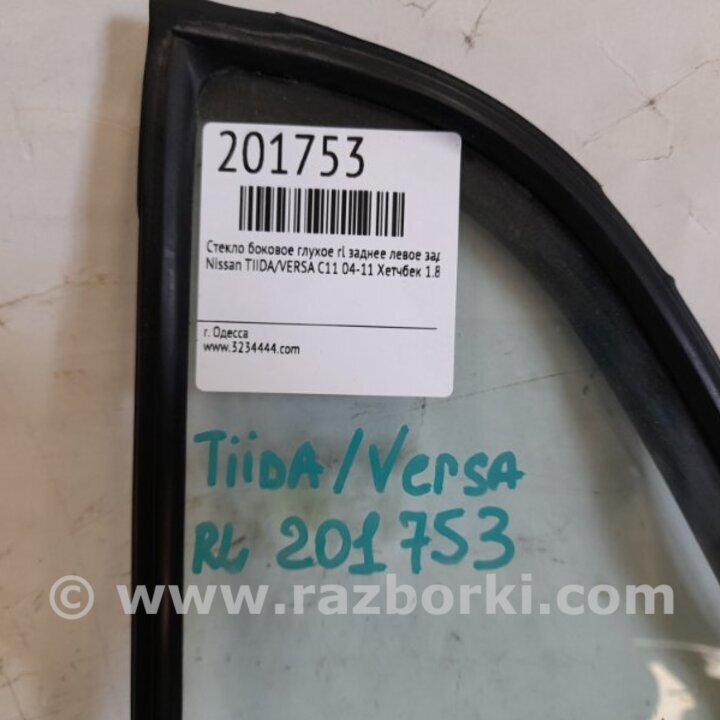 201753
Стекло боковое глухое rl заднее левое зад
Nissan TIIDA/VERSA C11 04-11 Хетчбек 1.8
г. Одесса
www.3234444.com
TiiDA/Versa
RL 201753
© www.razborki.com